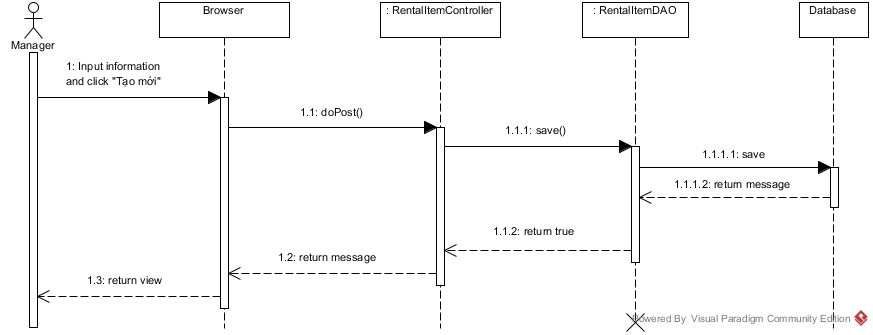 Browser
: RentalItemController
: RentalItemDAO
Database
Manager
1: Input information
and click "Tạo mới"
1.1: doPost()
1.1.1: save()
1.1.1.1: save
1.1.1.2: return message
1.1.2: return true
1.2: return message
1.3: return view
Powered By Visual Paradigm Community Edition